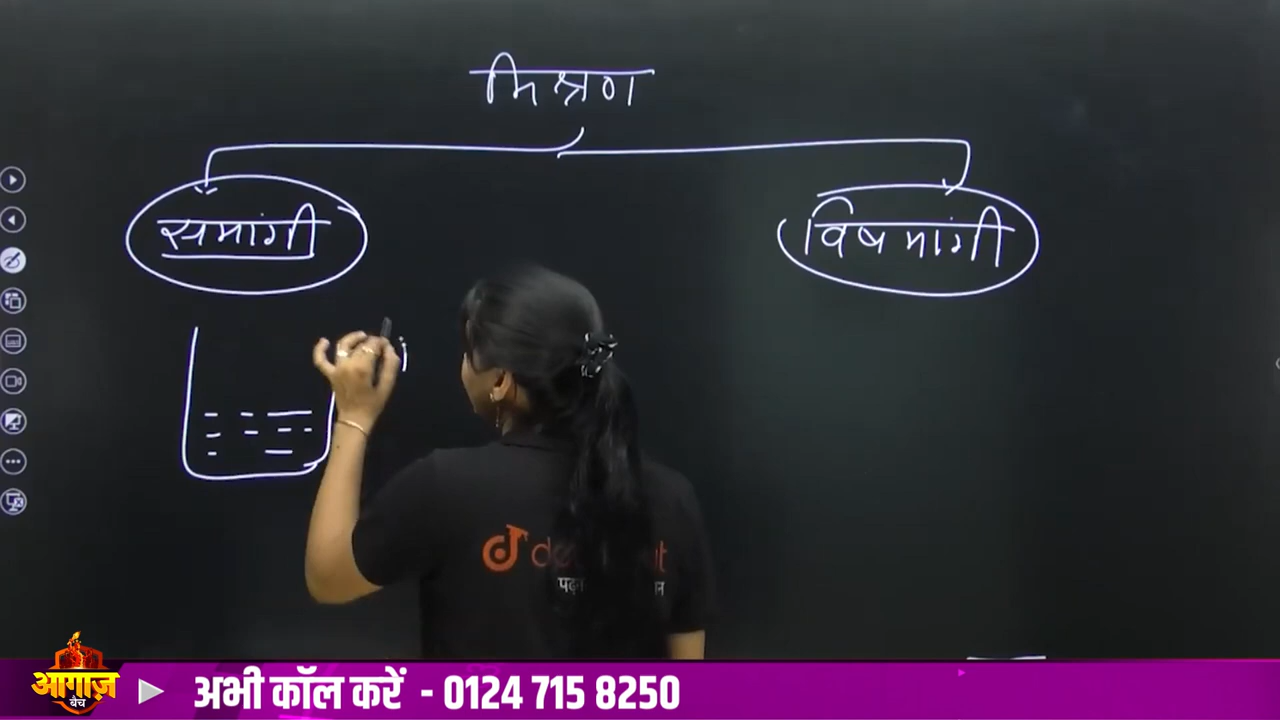 मिश्रण
समांगी
विषमांगी
आगाज़
बैच
अभी कॉल करें - 0124 715 8250